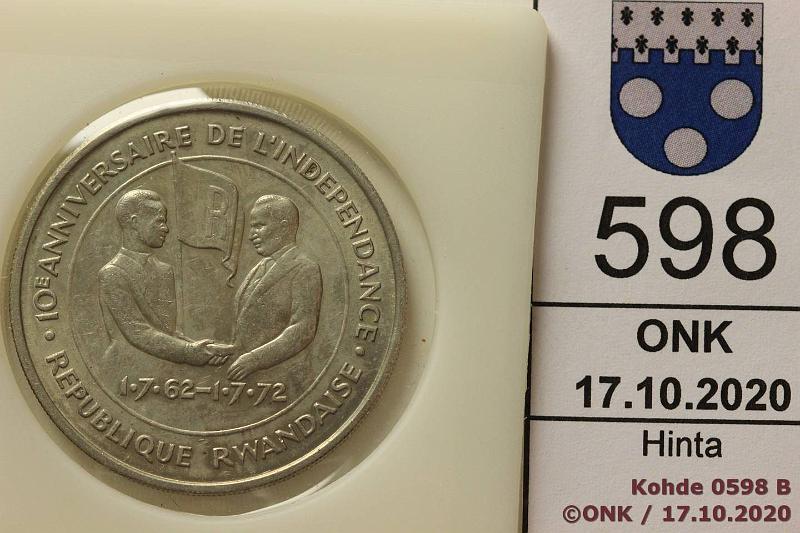 · 10E ANNIVERSAIRE DE L'INDEPENDANCE ·
R
1·7·62–1·7·72
REPUBLIQUE RWANDAISE
598
ONK
17.10.2020
Hinta
Kohde 0598 B
©ONK / 17.10.2020